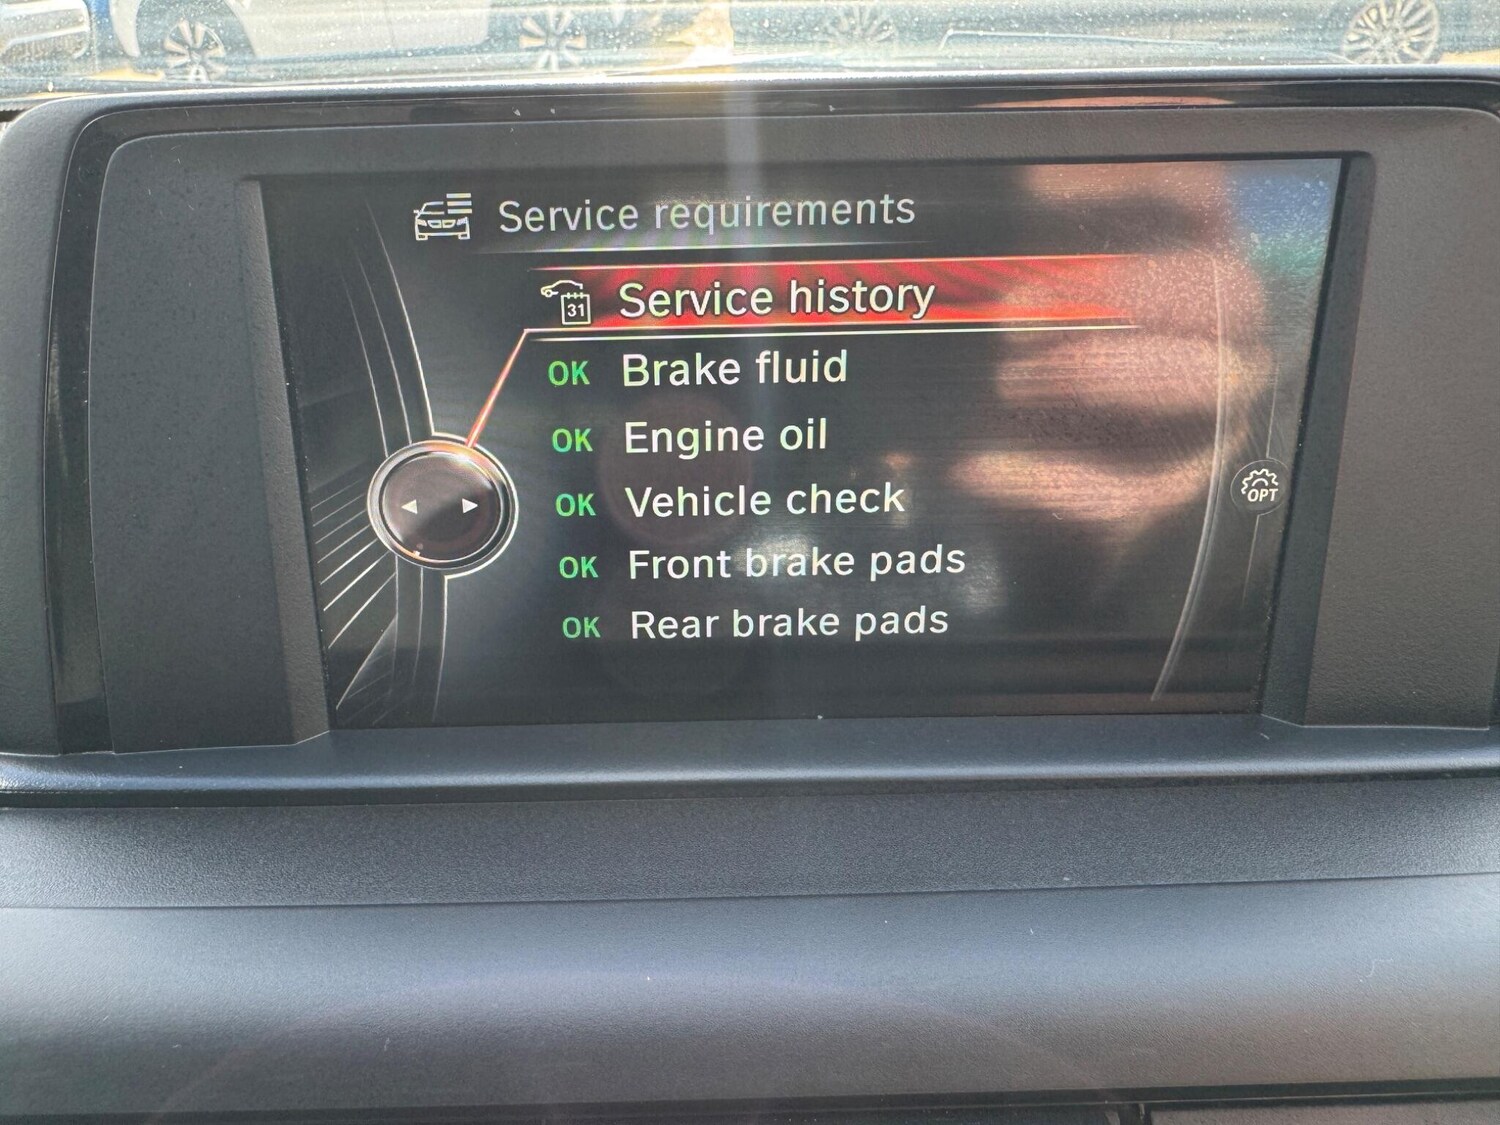 Service requirements
31 Service history
OK Brake fluid
OK Engine oil
OK Vehicle check
OK Front brake pads
OK Rear brake pads
OPT